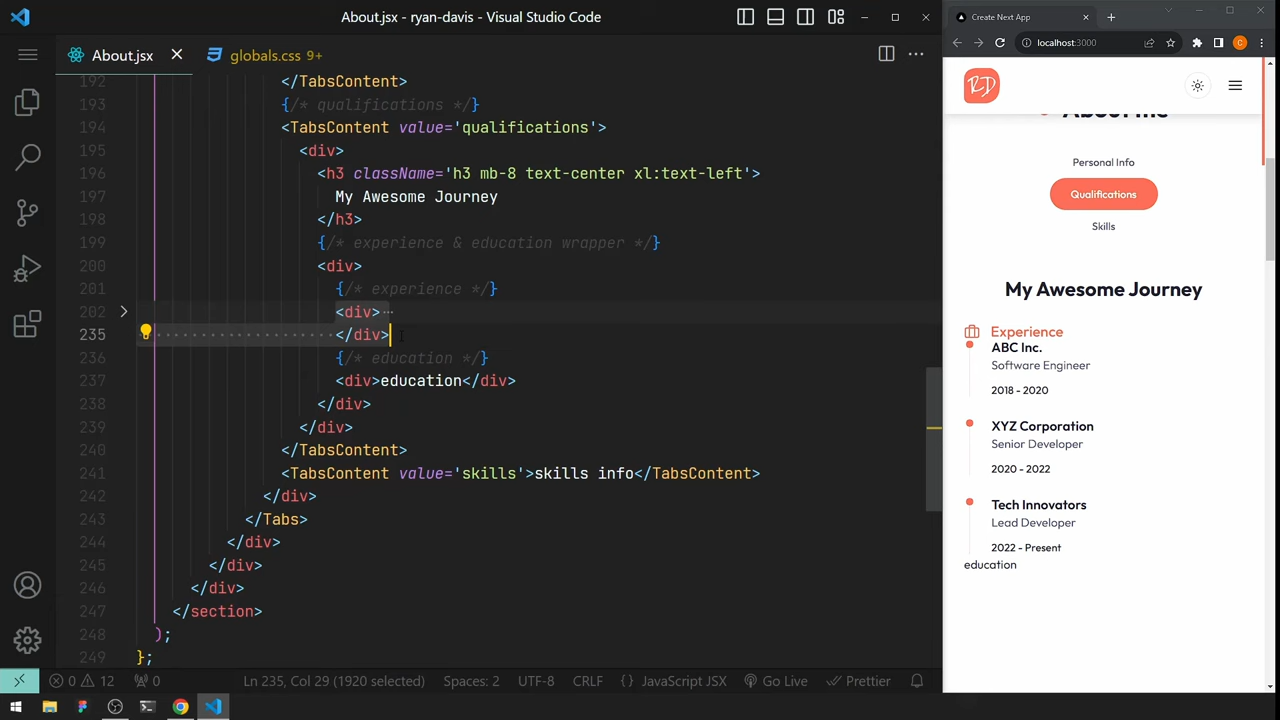 About.jsx - ryan-davis - Visual Studio Code
About.jsx
globals.css 9+
192 </TabsContent>
193 {/* qualifications */}
194 <TabsContent value='qualifications'>
195 <div>
196 <h3 className='h3 mb-8 text-center xl:text-left'>
197 My Awesome Journey
198 </h3>
199 {/* experience & education wrapper */}
200 <div>
201 {/* experience */}
202 <div>···
235 </div>
236 {/* education */}
237 <div>education</div>
238 </div>
239 </div>
240 </TabsContent>
241 <TabsContent value='skills'>skills info</TabsContent>
242 </div>
243 </Tabs>
244 </div>
245 </div>
246 </div>
247 </section>
248 );
249 };
0 12 0 Ln 235, Col 29 (1920 selected) Spaces: 2 UTF-8 CRLF {} JavaScript JSX Go Live Prettier
Create Next App
localhost:3000
C
RD
Personal Info
Qualifications
Skills
My Awesome Journey
Experience
ABC Inc.
Software Engineer
2018 - 2020
XYZ Corporation
Senior Developer
2020 - 2022
Tech Innovators
Lead Developer
2022 - Present
education